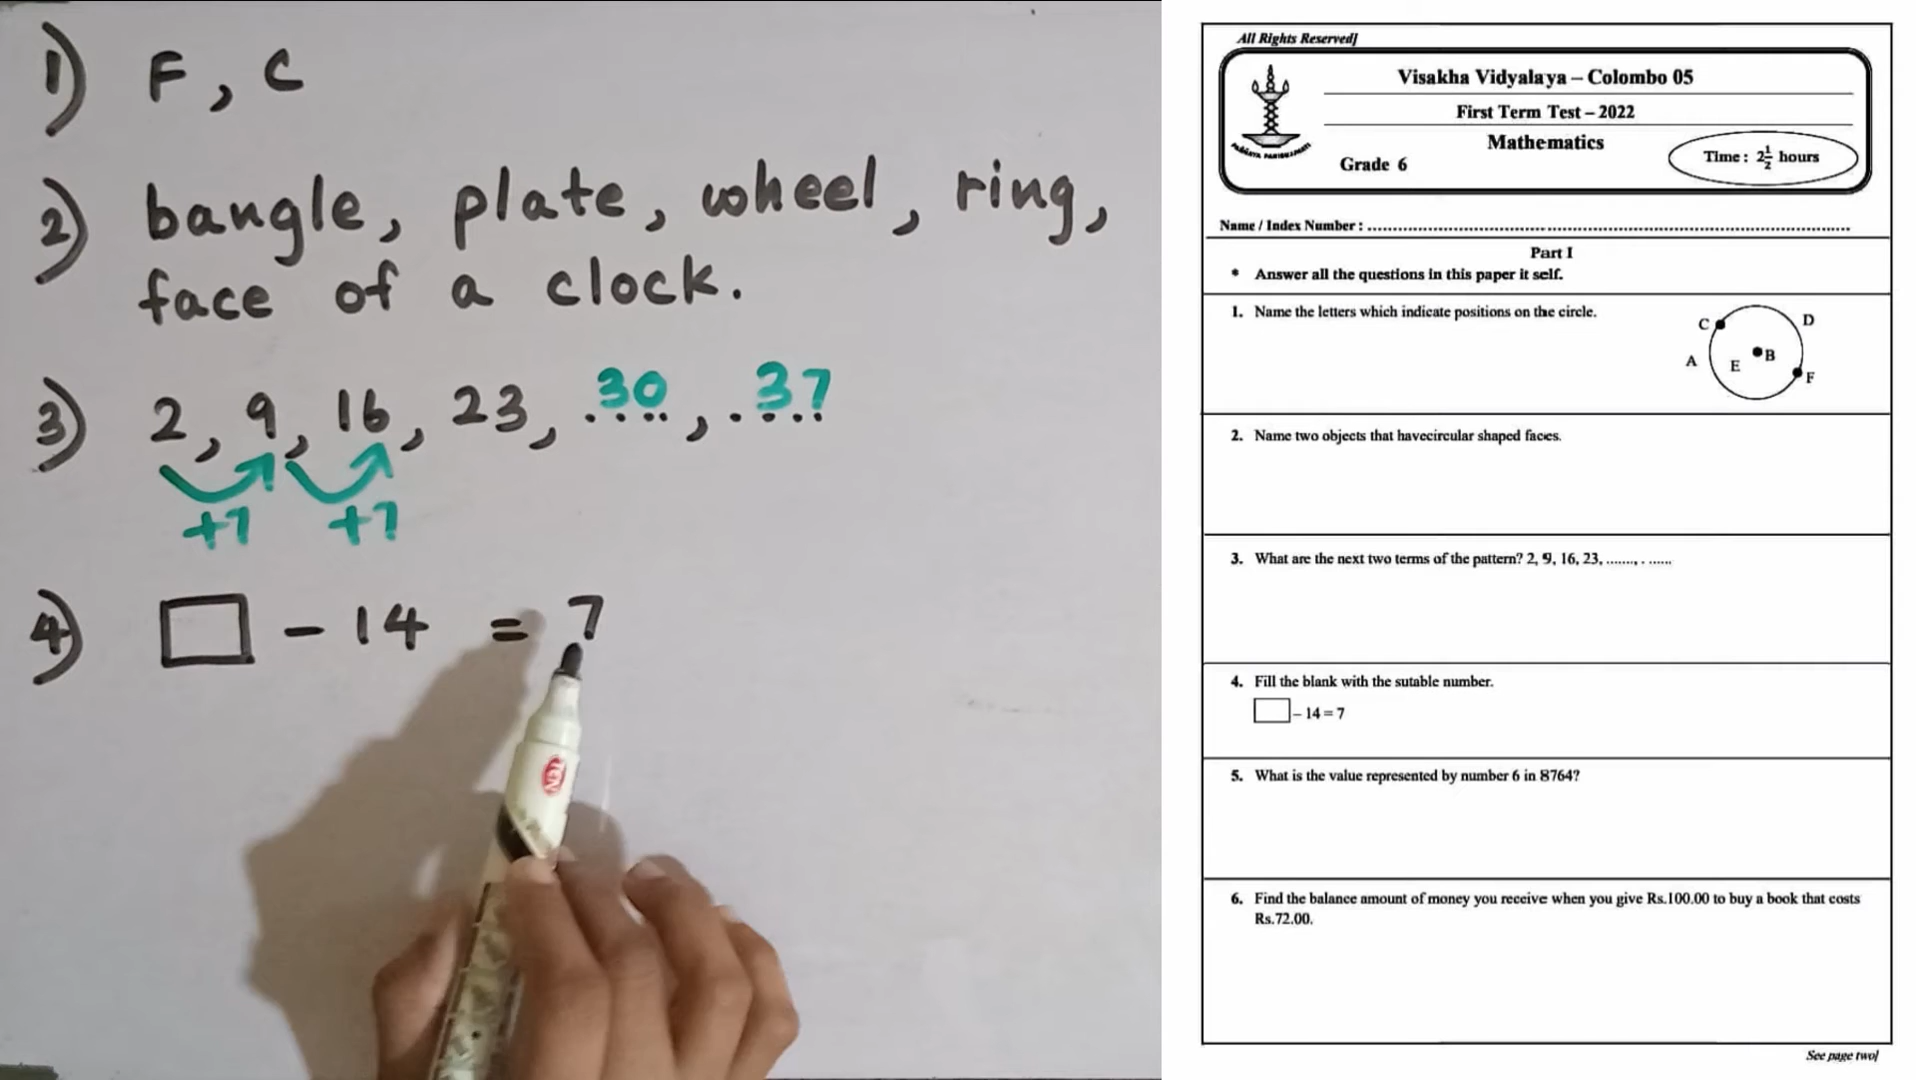 1) F, C
2) bangle, plate, wheel, ring,
face of a clock.
3) 2, 9, 16, 23, 30, 37
+7 +7
4) □ - 14 = 7
All Rights Reserved]
Visakha Vidyalaya – Colombo 05
First Term Test – 2022
Mathematics
Grade 6
Time : 2½ hours
Name / Index Number : ........................................................................
Part I
* Answer all the questions in this paper it self.
1. Name the letters which indicate positions on the circle.
C D
A E B
F
2. Name two objects that havecircular shaped faces.
3. What are the next two terms of the pattern? 2, 9, 16, 23, ......., . ......
4. Fill the blank with the sutable number.
□ – 14 = 7
5. What is the value represented by number 6 in 8764?
6. Find the balance amount of money you receive when you give Rs.100.00 to buy a book that costs
Rs.72.00.
See page two]